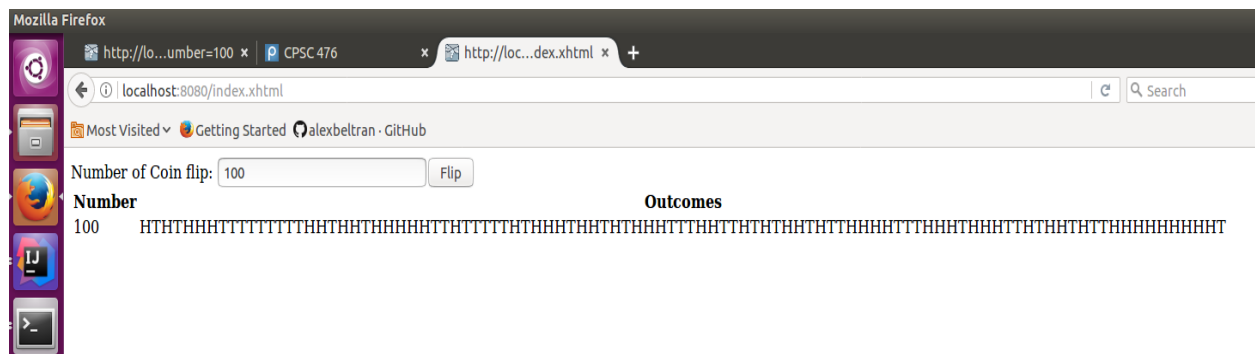 Mozilla Firefox
http://lo...umber=100 × CPSC 476 × http://loc...dex.xhtml × +
localhost:8080/index.xhtml Search
Most Visited Getting Started alexbeltran · GitHub
Number of Coin flip: 100 Flip
Number Outcomes
100 HTHTHHHTTTTTTTTTHHTHHTHHHHHTTHTTTTTHTHHHTHHTHTHHHTTTHHTTHTHTHHTHTTHHHHTTTHHHTHHHTTHTHHTHTTHHHHHHHHHT
IJ